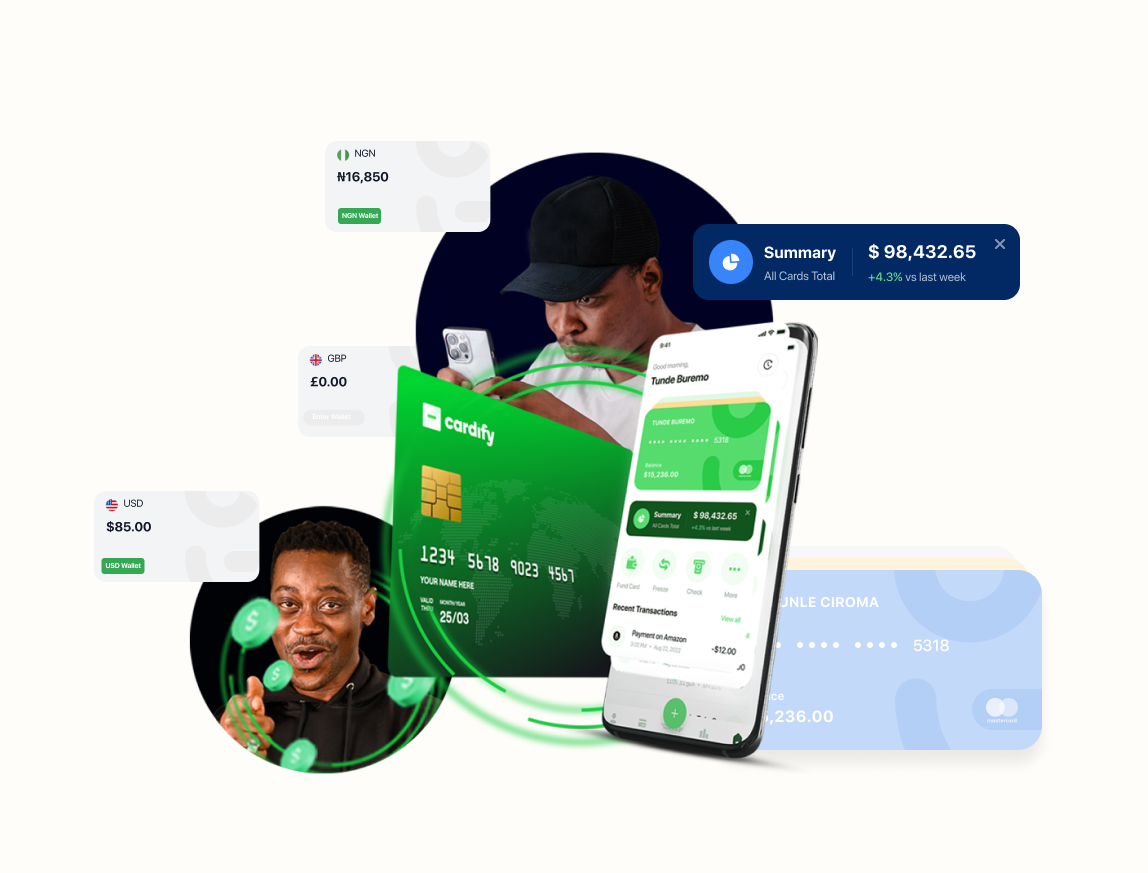 NGN
₦16,850
NGN Wallet
Summary
All Cards Total
$ 98,432.65
+4.3% vs last week
GBP
£0.00
USD
$85.00
USD Wallet
cardify
1234 5678 9023 4567
YOUR NAME HERE
VALID
THRU
MONTH/YEAR
25/03
9:41
Good morning,
Tunde Buremo
TUNDE BUREMO
•••• •••• •••• 5318
Balance
$15,236.00
Summary
All Cards Total
$ 98,432.65
+4.3% vs last week
Fund Card
Freeze
Check
More
Recent Transactions
View all
Payment on Amazon
-$12.00
3:02 PM • Aug 22, 2022
UNLE CIROMA
• •••• •••• 5318
nce
,236.00
mastercard